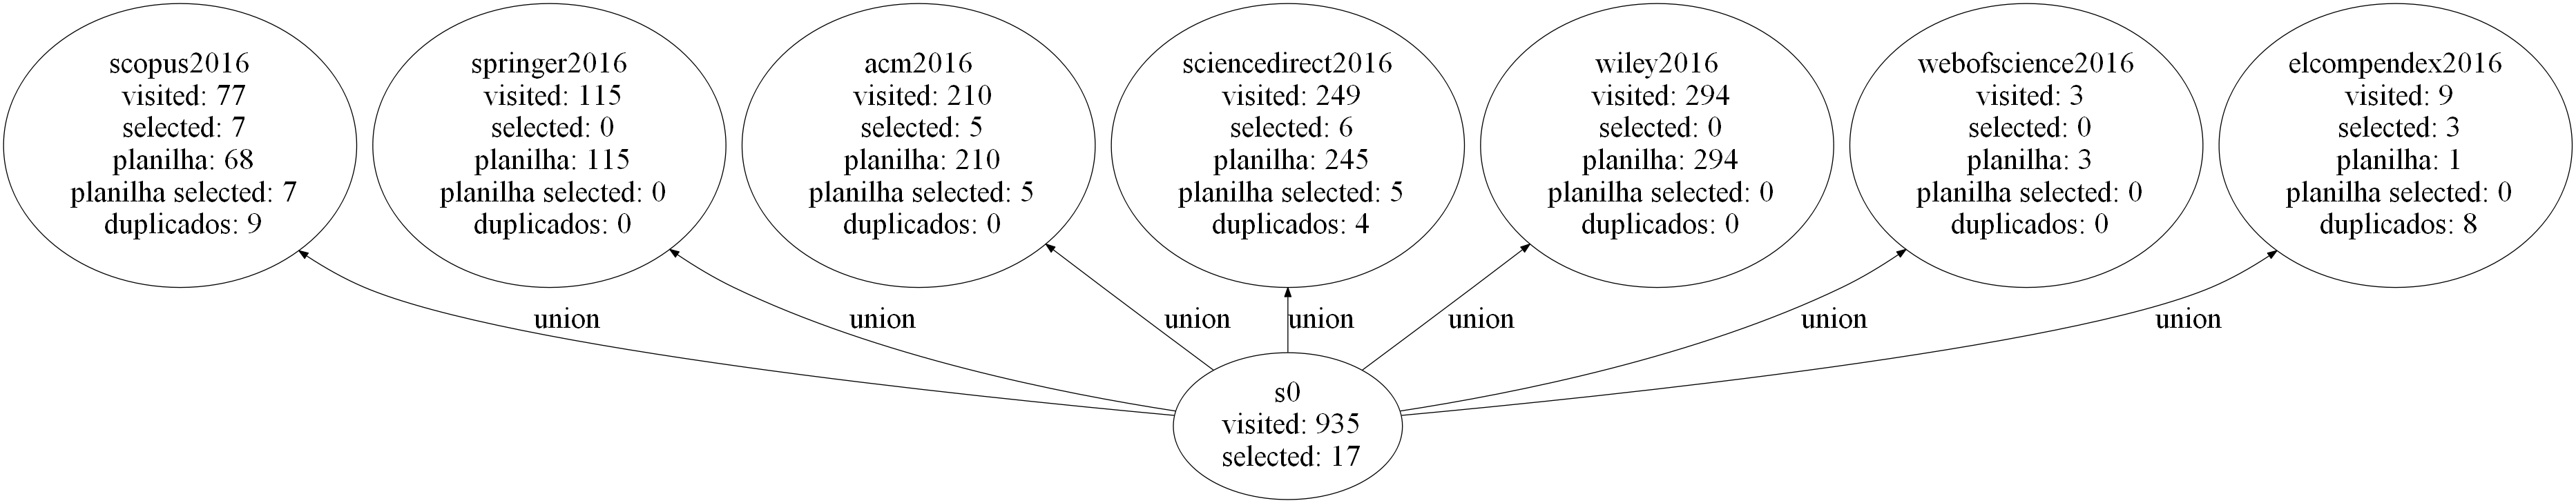 scopus2016
visited: 77
selected: 7
planilha: 68
planilha selected: 7
duplicados: 9
springer2016
visited: 115
selected: 0
planilha: 115
planilha selected: 0
duplicados: 0
acm2016
visited: 210
selected: 5
planilha: 210
planilha selected: 5
duplicados: 0
sciencedirect2016
visited: 249
selected: 6
planilha: 245
planilha selected: 5
duplicados: 4
wiley2016
visited: 294
selected: 0
planilha: 294
planilha selected: 0
duplicados: 0
webofscience2016
visited: 3
selected: 0
planilha: 3
planilha selected: 0
duplicados: 0
elcompendex2016
visited: 9
selected: 3
planilha: 1
planilha selected: 0
duplicados: 8
union
union
union
union
union
union
union
s0
visited: 935
selected: 17